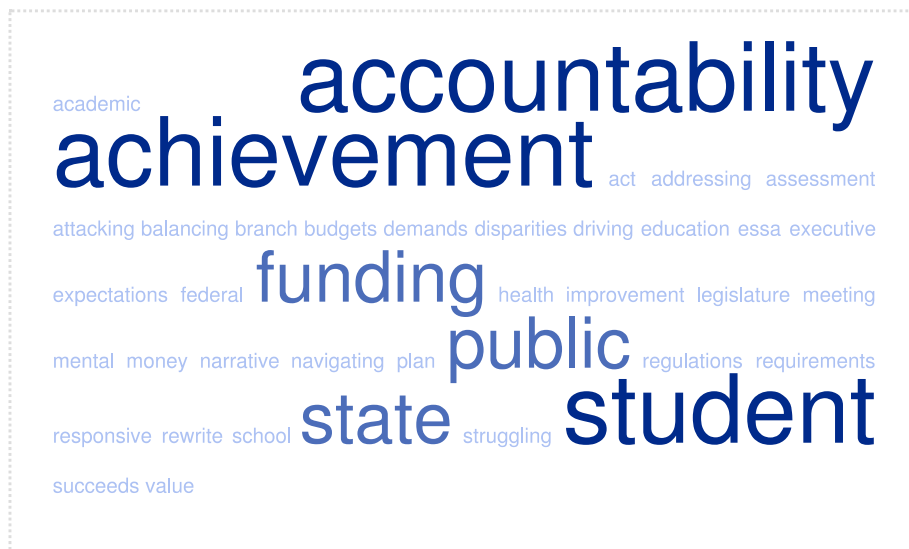 academic accountability
achievement act addressing assessment
attacking balancing branch budgets demands disparities driving education essa executive
expectations federal funding health improvement legislature meeting
mental money narrative navigating plan public regulations requirements
responsive rewrite school state struggling student
succeeds value